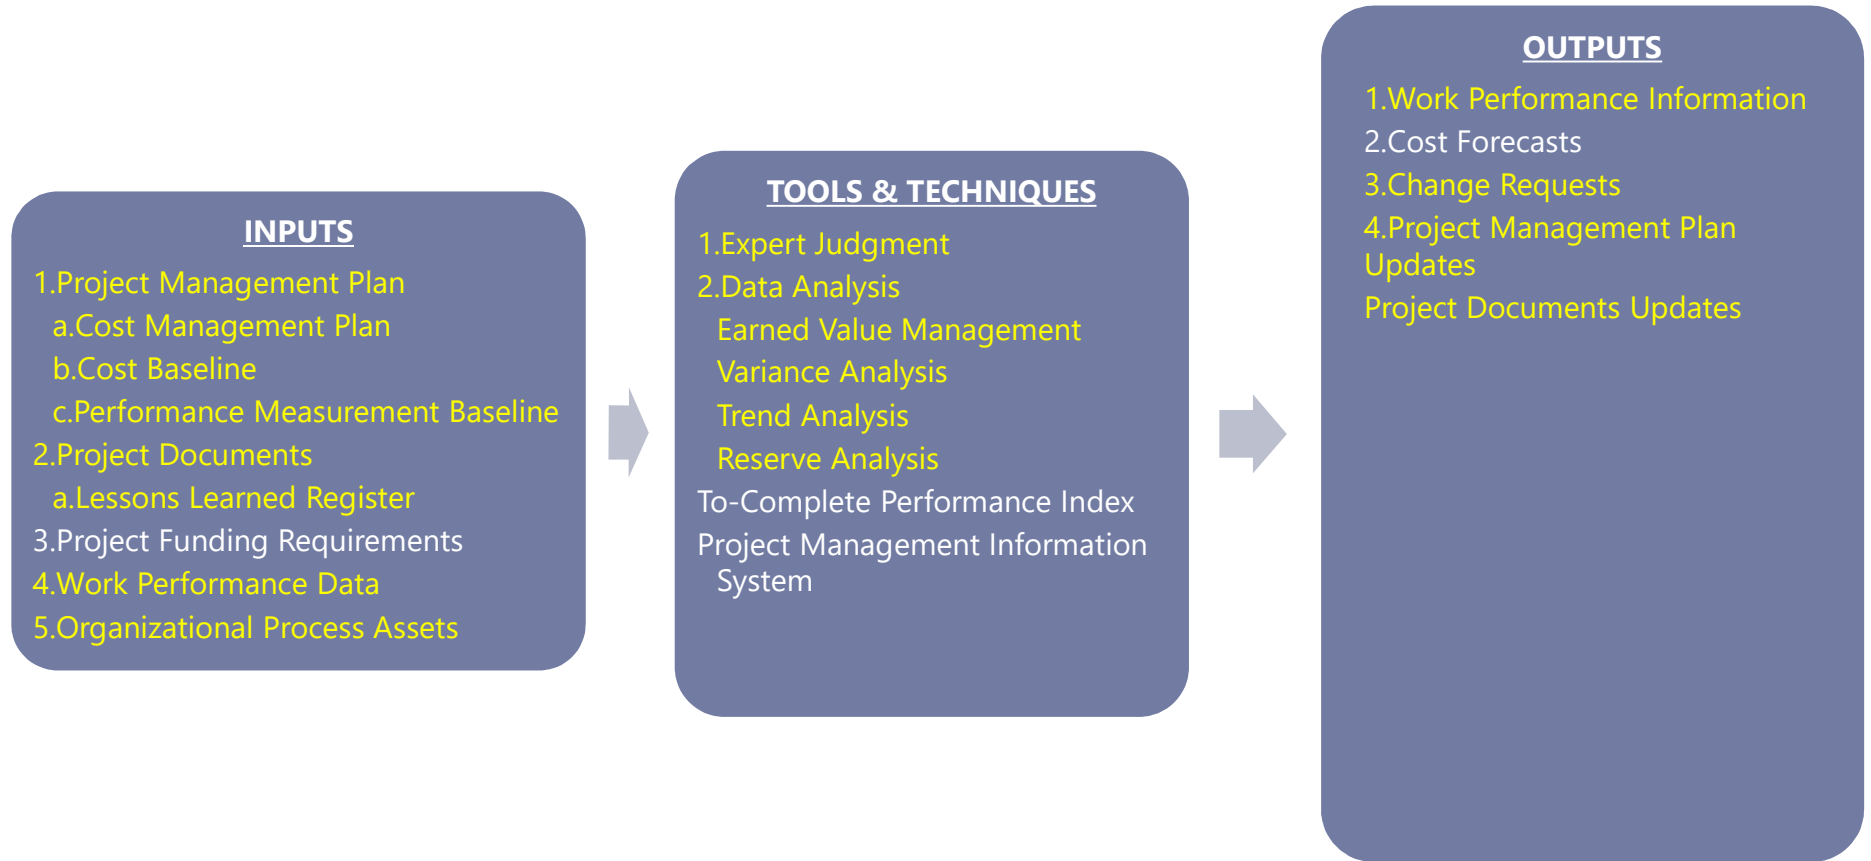 INPUTS
1.Project Management Plan
a.Cost Management Plan
b.Cost Baseline
c.Performance Measurement Baseline
2.Project Documents
a.Lessons Learned Register
3.Project Funding Requirements
4.Work Performance Data
5.Organizational Process Assets
TOOLS & TECHNIQUES
1.Expert Judgment
2.Data Analysis
Earned Value Management
Variance Analysis
Trend Analysis
Reserve Analysis
To-Complete Performance Index
Project Management Information
System
OUTPUTS
1.Work Performance Information
2.Cost Forecasts
3.Change Requests
4.Project Management Plan
Updates
Project Documents Updates